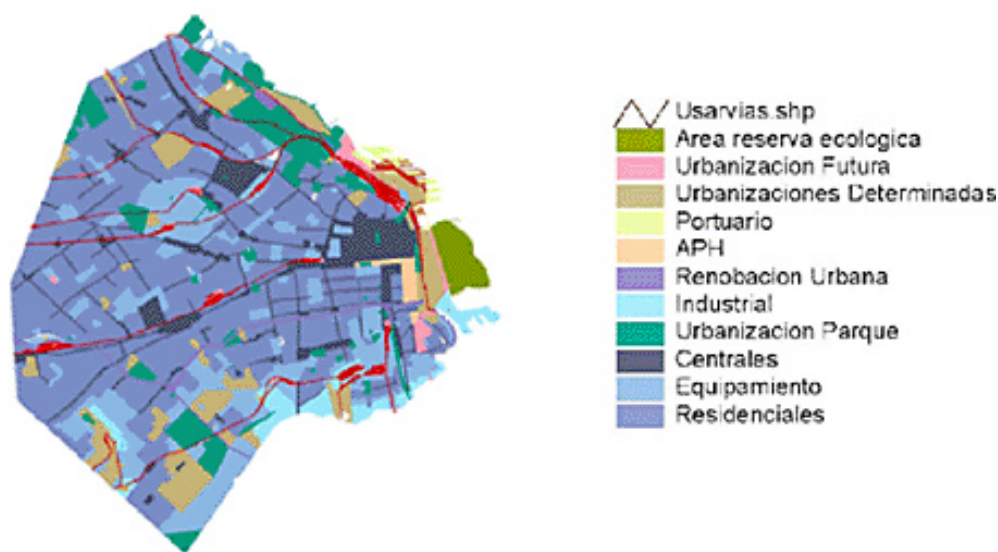 Usarvias.shp
Area reserva ecologica
Urbanizacion Futura
Urbanizaciones Determinadas
Portuario
APH
Renobacion Urbana
Industrial
Urbanizacion Parque
Centrales
Equipamiento
Residenciales